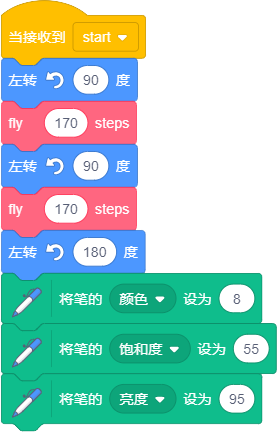 当接收到 start
左转 90 度
fly 170 steps
左转 90 度
fly 170 steps
左转 180 度
将笔的 颜色 设为 8
将笔的 饱和度 设为 55
将笔的 亮度 设为 95